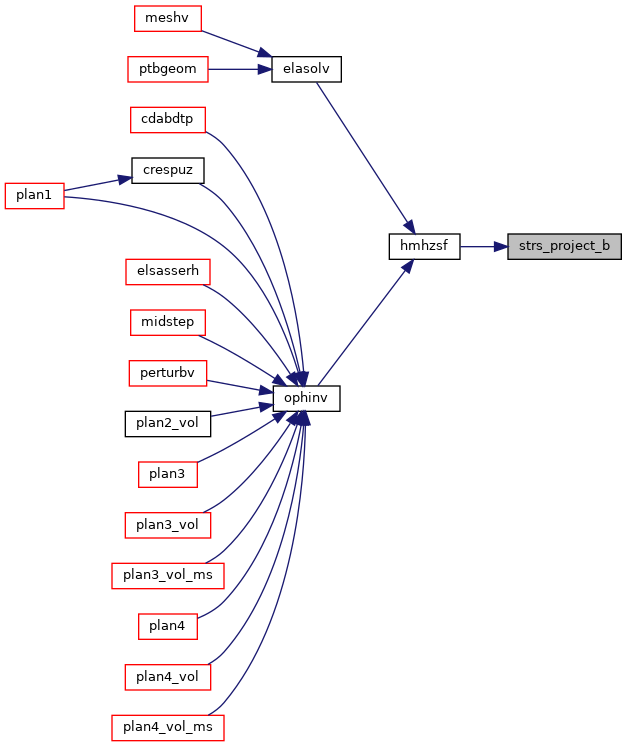 meshv
ptbgeom
elasolv
cdabdtp
crespuz
plan1
hmhzsf
strs_project_b
elsasserh
midstep
perturbv
ophinv
plan2_vol
plan3
plan3_vol
plan3_vol_ms
plan4
plan4_vol
plan4_vol_ms